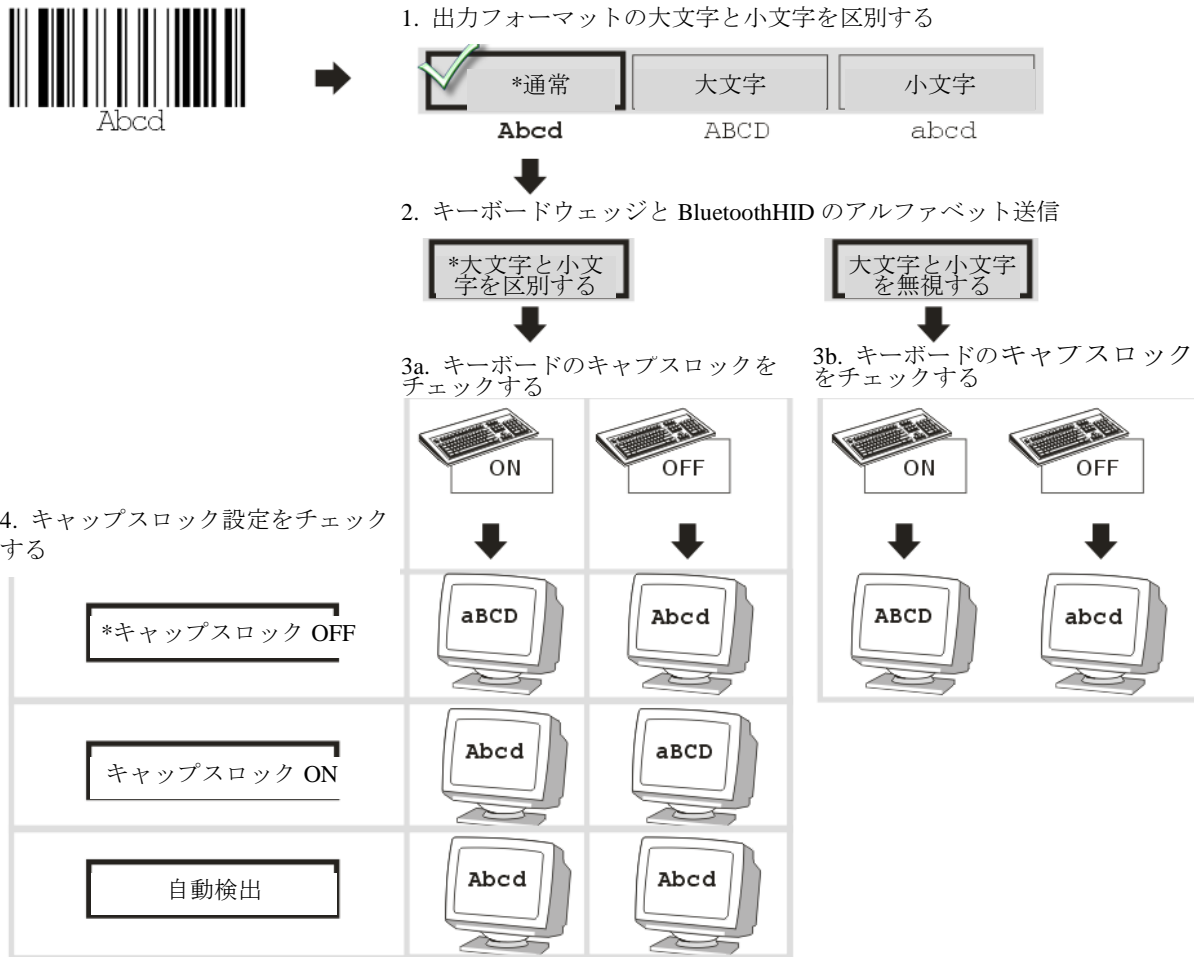 Abcd
1. 出力フォーマットの大文字と小文字を区別する
*通常
大文字
小文字
Abcd
ABCD
abcd
2. キーボードウェッジと BluetoothHID のアルファベット送信
*大文字と小文
字を区別する
大文字と小文字
を無視する
3a. キーボードのキャプスロックを
チェックする
3b. キーボードのキャプスロック
をチェックする
ON
OFF
ON
OFF
4. キャップスロック設定をチェック
する
*キャップスロック OFF
aBCD
Abcd
ABCD
abcd
キャップスロック ON
Abcd
aBCD
自動検出
Abcd
Abcd